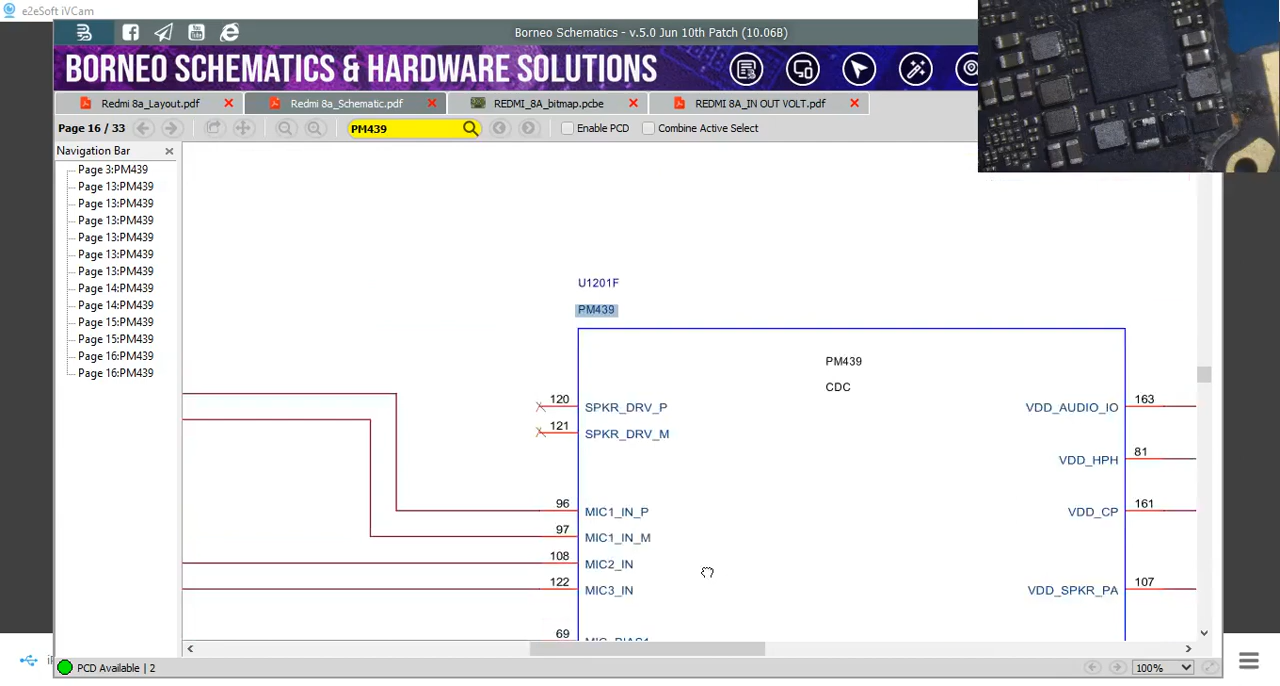 e2eSoft iVCam
Borneo Schematics - v.5.0 Jun 10th Patch (10.06B)
BORNEO SCHEMATICS & HARDWARE SOLUTIONS
Redmi 8a_Layout.pdf
Redmi 8a_Schematic.pdf
REDMI_8A_bitmap.pcbe
REDMI 8A_IN OUT VOLT.pdf
Page 16 / 33
PM439
Enable PCD
Combine Active Select
Navigation Bar
Page 3:PM439
Page 13:PM439
Page 13:PM439
Page 13:PM439
Page 13:PM439
Page 13:PM439
Page 13:PM439
Page 14:PM439
Page 14:PM439
Page 15:PM439
Page 15:PM439
Page 16:PM439
Page 16:PM439
U1201F
PM439
PM439
CDC
120 SPKR_DRV_P
121 SPKR_DRV_M
96 MIC1_IN_P
97 MIC1_IN_M
108 MIC2_IN
122 MIC3_IN
69 MIC_BIAS1
VDD_AUDIO_IO 163
VDD_HPH 81
VDD_CP 161
VDD_SPKR_PA 107
PCD Available | 2
100%